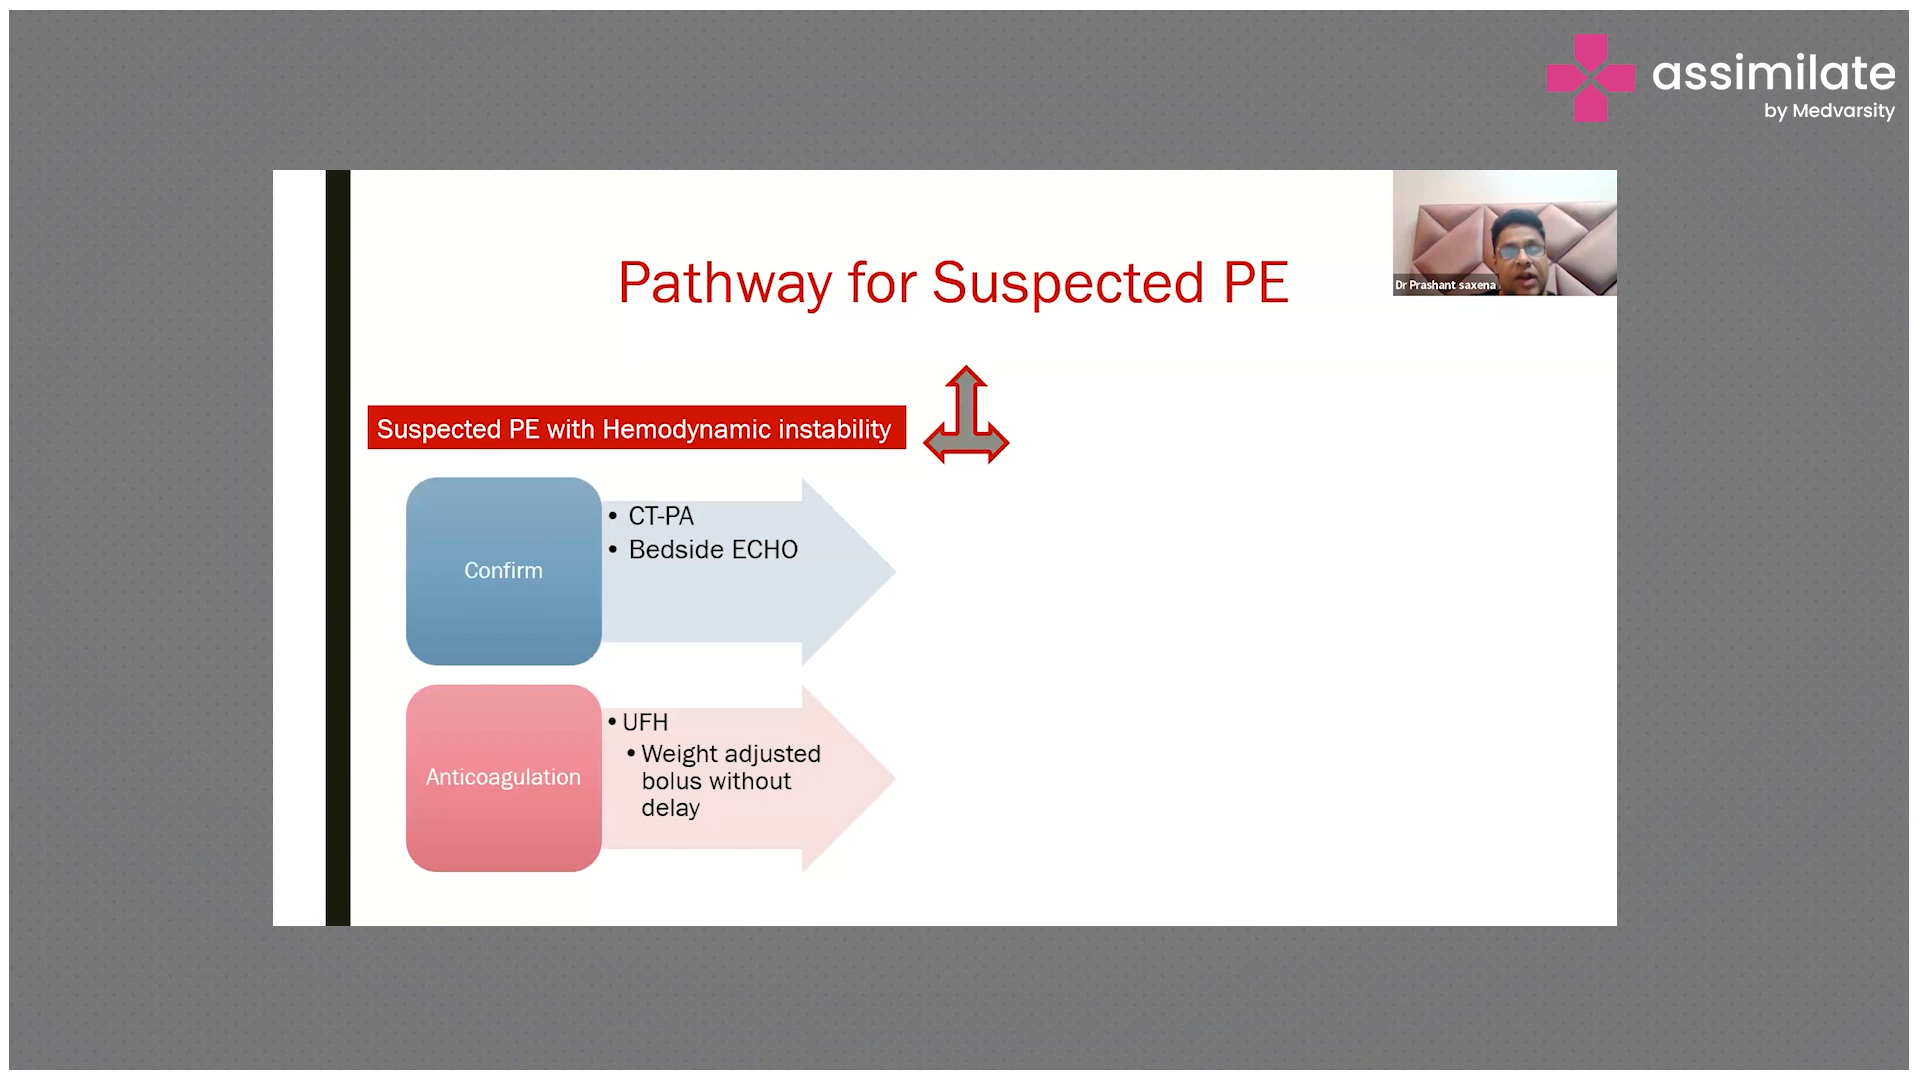 assimilate
by Medvarsity
Dr Prashant saxena
Pathway for Suspected PE
Suspected PE with Hemodynamic instability
Confirm
• CT-PA
• Bedside ECHO
Anticoagulation
• UFH
• Weight adjusted
bolus without
delay